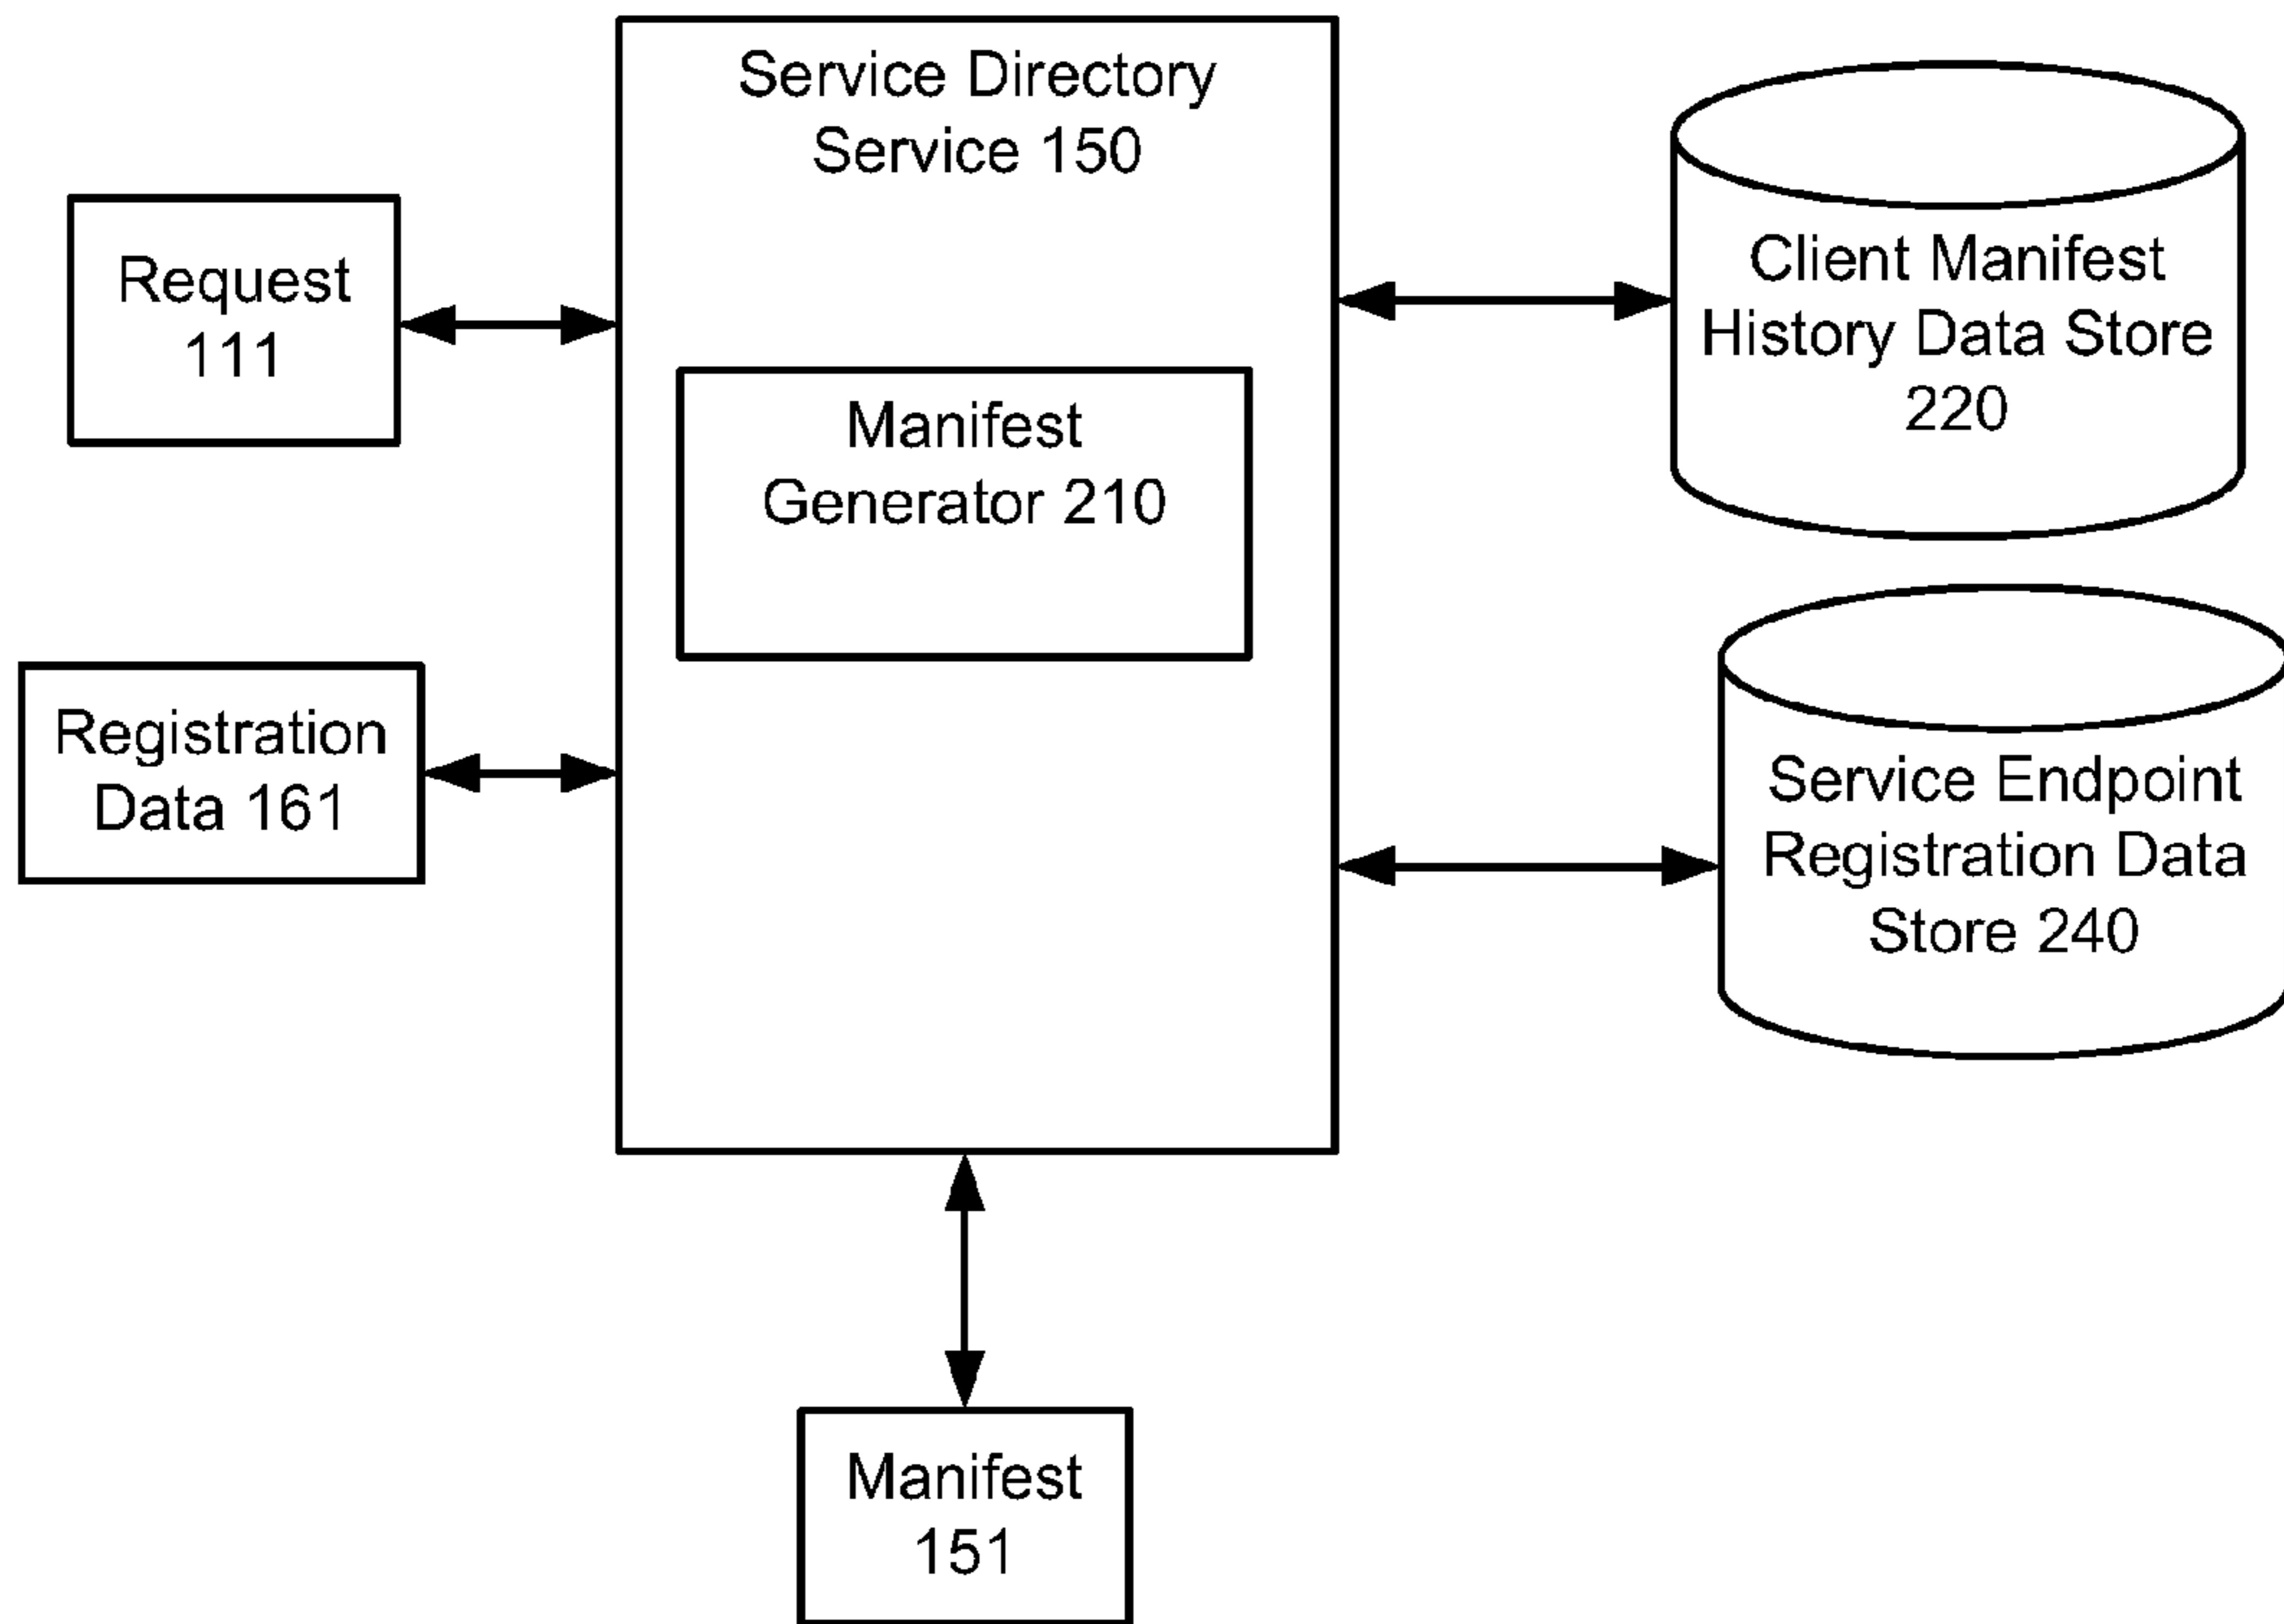 Service Directory
Service 150
Request
111
Manifest
Generator 210
Registration
Data 161
Client Manifest
History Data Store
220
Service Endpoint
Registration Data
Store 240
Manifest
151